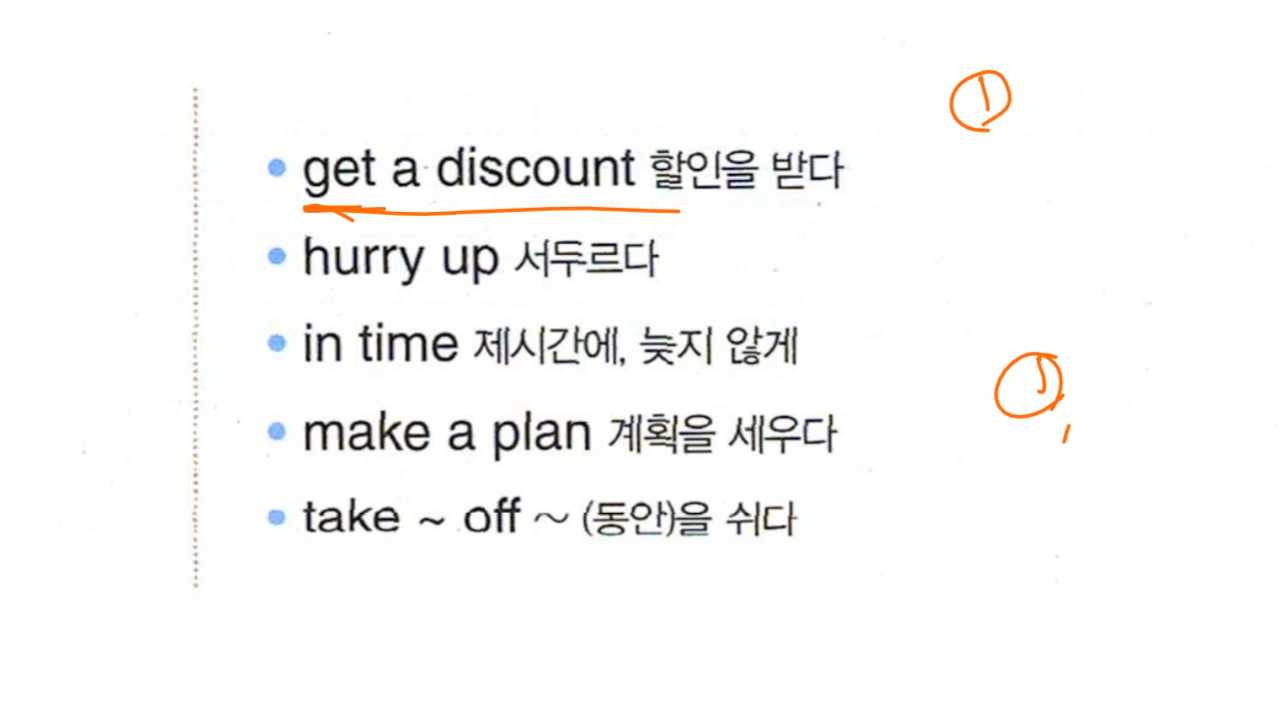 ①
get a discount 할인을 받다
hurry up 서두르다
in time 제시간에, 늦지 않게
make a plan 계획을 세우다
take ~ off ~ (동안)을 쉬다